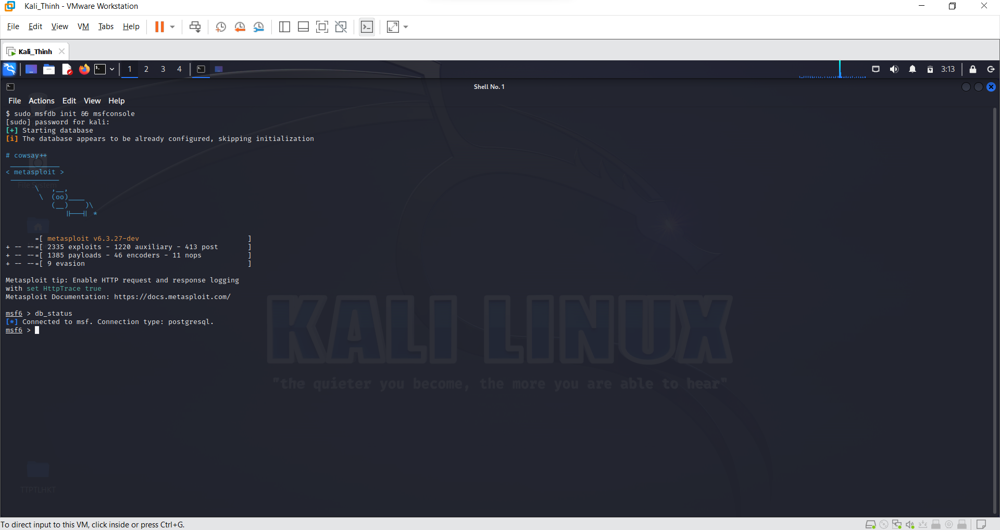 Kali_Thinh - VMware Workstation
File Edit View VM Tabs Help
Kali_Thinh
1 2 3 4 3:13
Shell No. 1
File Actions Edit View Help
$ sudo msfdb init && msfconsole
[sudo] password for kali:
[+] Starting database
[i] The database appears to be already configured, skipping initialization
# cowsay++
____________
< metasploit >
------------
       \   ,__,
        \  (oo)____
           (__)    )\
              ||--|| *
       =[ metasploit v6.3.27-dev                          ]
+ -- --=[ 2335 exploits - 1220 auxiliary - 413 post       ]
+ -- --=[ 1385 payloads - 46 encoders - 11 nops           ]
+ -- --=[ 9 evasion                                       ]
Metasploit tip: Enable HTTP request and response logging
with set HttpTrace true
Metasploit Documentation: https://docs.metasploit.com/
msf6 > db_status
[*] Connected to msf. Connection type: postgresql.
msf6 >
File System
KALI LINUX
"the quieter you become, the more you are able to hear"
TTPTLHKT
To direct input to this VM, click inside or press Ctrl+G.